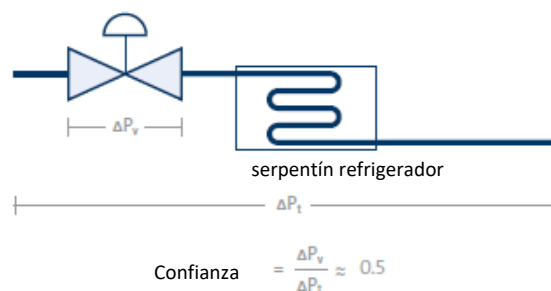 ΔPv
serpentín refrigerador
ΔPt
Confianza = ΔPv / ΔPt ≈ 0.5